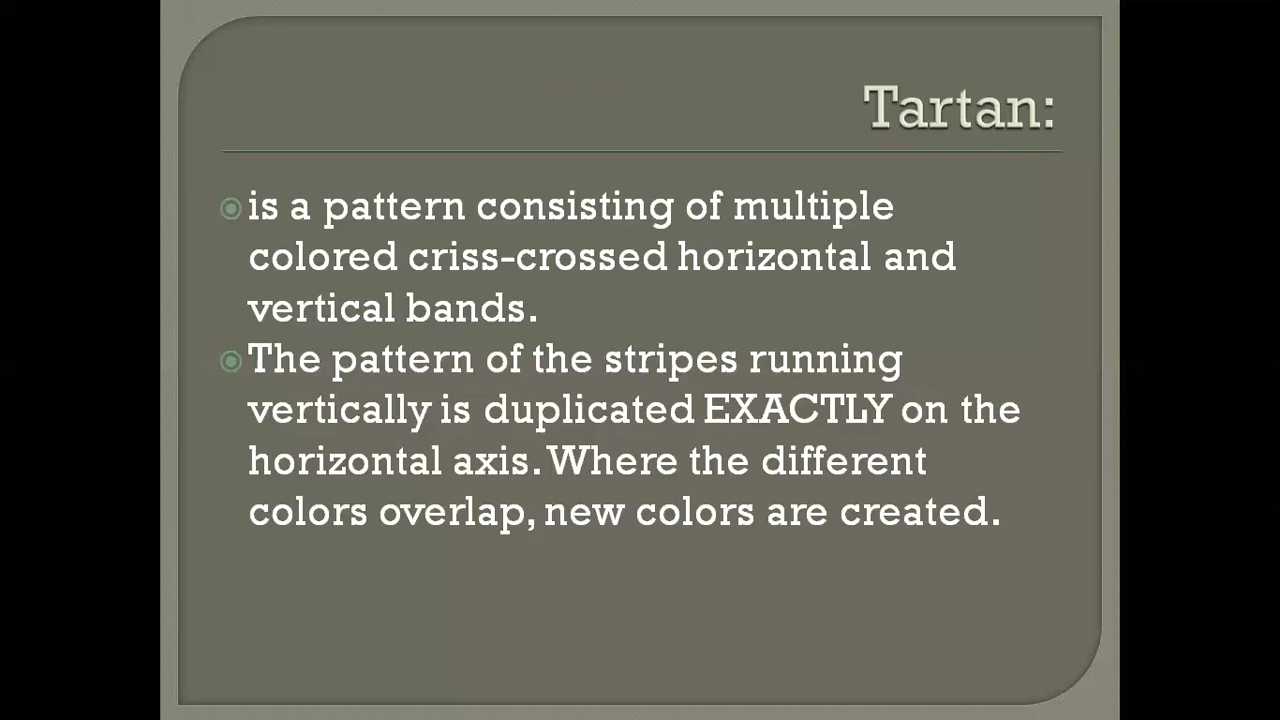 Tartan:
is a pattern consisting of multiple
colored criss-crossed horizontal and
vertical bands.
The pattern of the stripes running
vertically is duplicated EXACTLY on the
horizontal axis. Where the different
colors overlap, new colors are created.